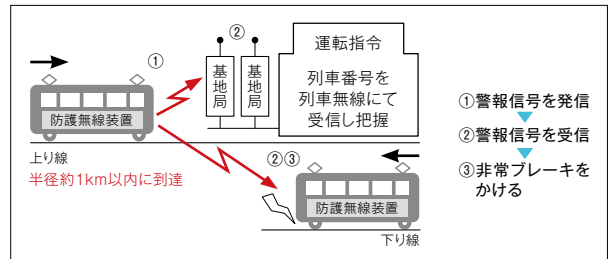 ①
②
基地局
基地局
運転指令
列車番号を
列車無線にて
受信し把握
防護無線装置
上り線
半径約1km以内に到達
②③
防護無線装置
下り線
①警報信号を発信
②警報信号を受信
③非常ブレーキを
かける